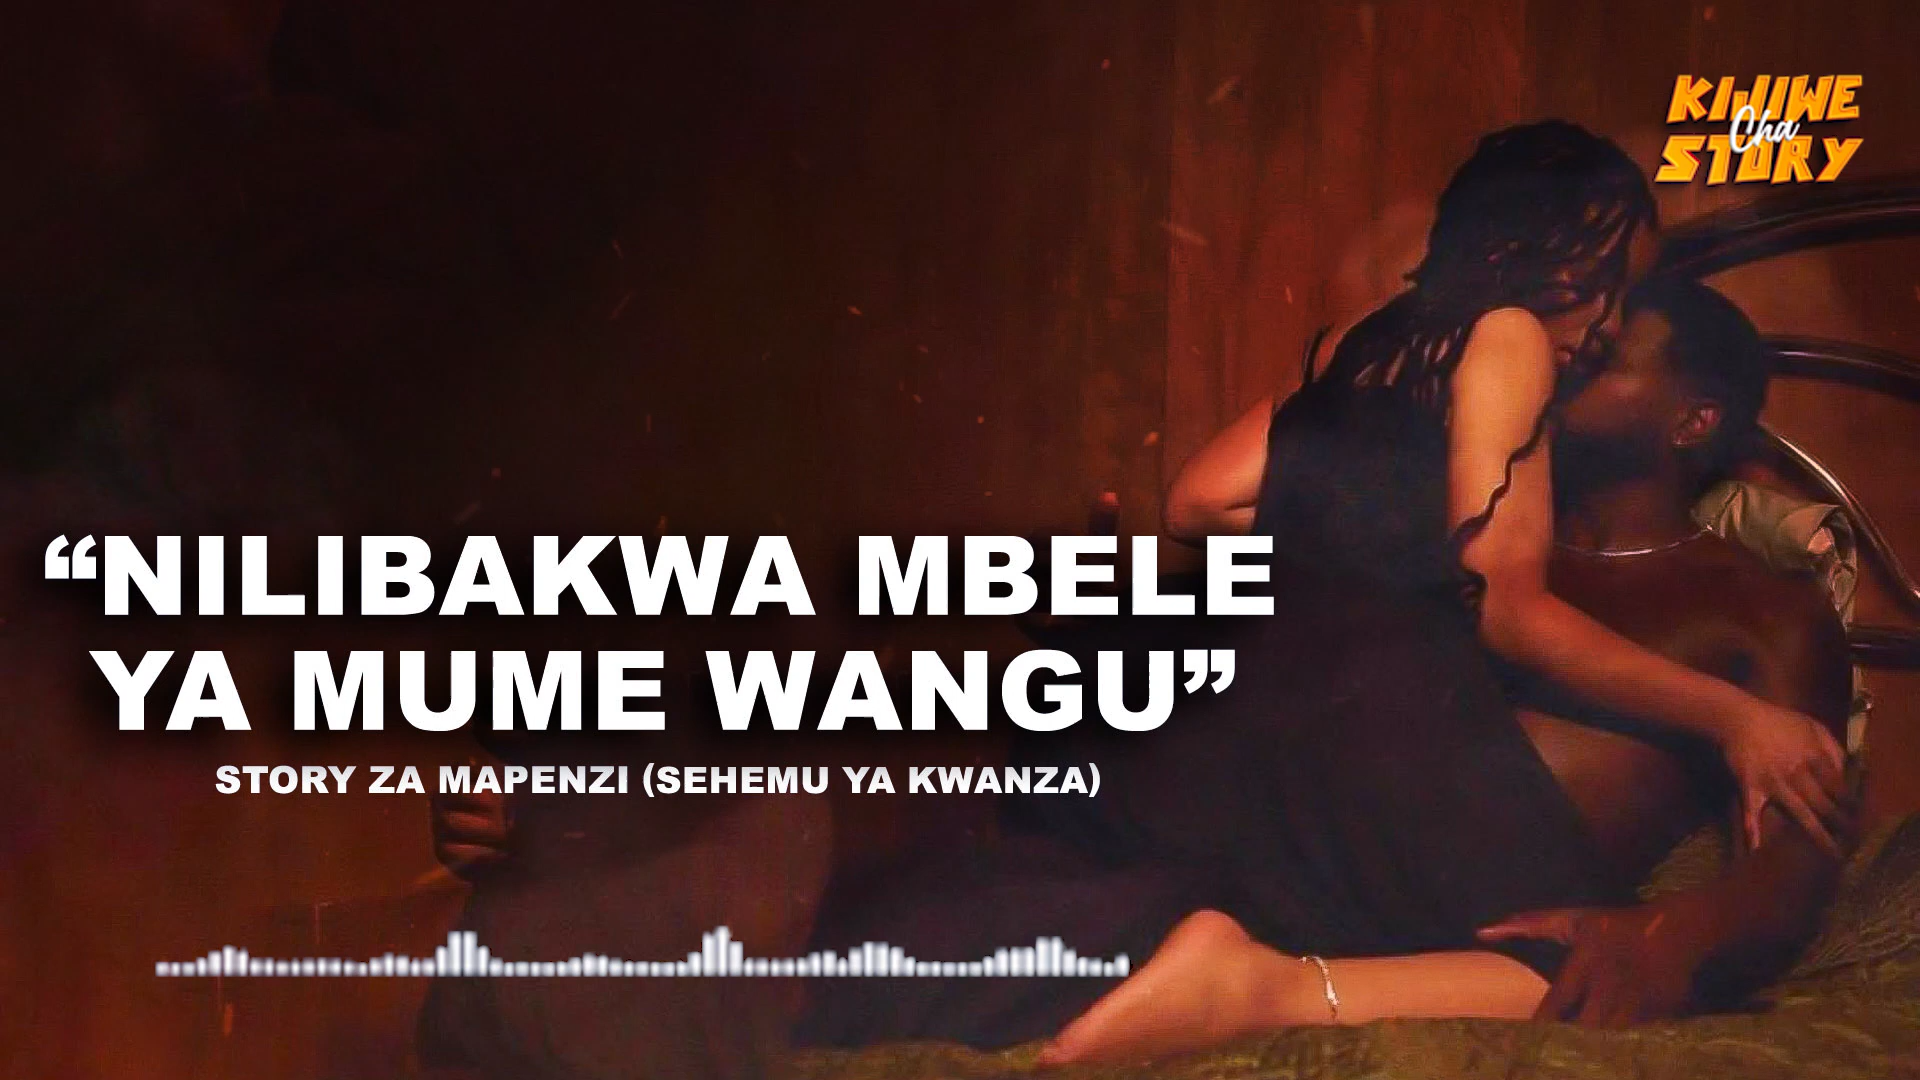 KIJIWE
Cha
STORY
“NILIBAKWA MBELE
YA MUME WANGU”
STORY ZA MAPENZI (SEHEMU YA KWANZA)